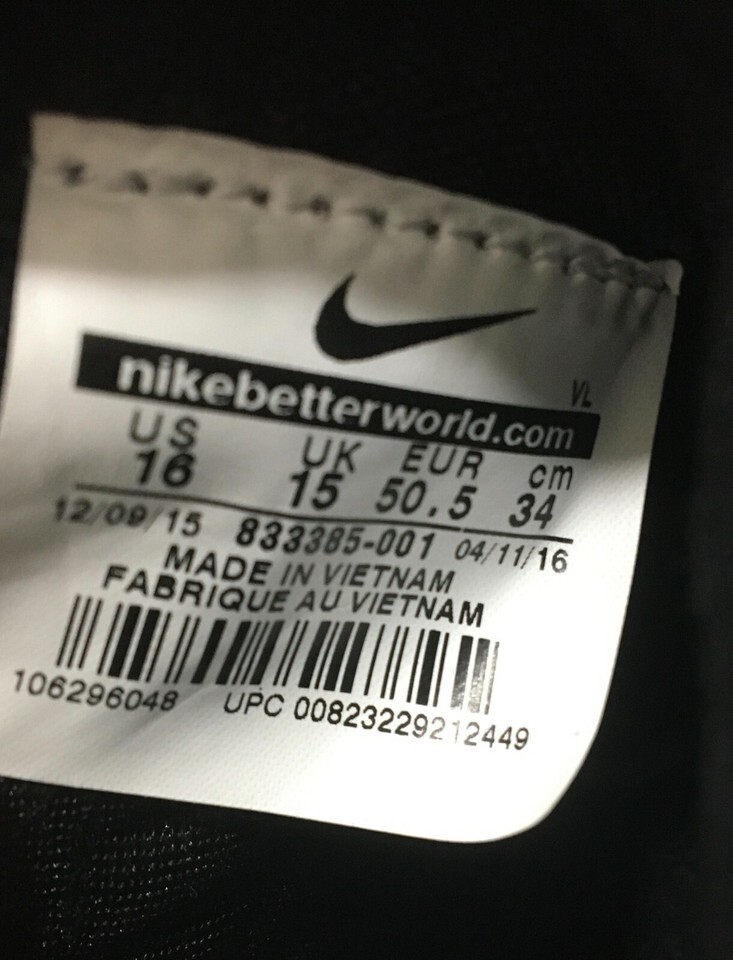 VL
nikebetterworld.com
US UK EUR cm
16 15 50.5 34
12/09/15 833385-001 04/11/16
MADE IN VIETNAM
FABRIQUE AU VIETNAM
106296048 UPC 00823229212449